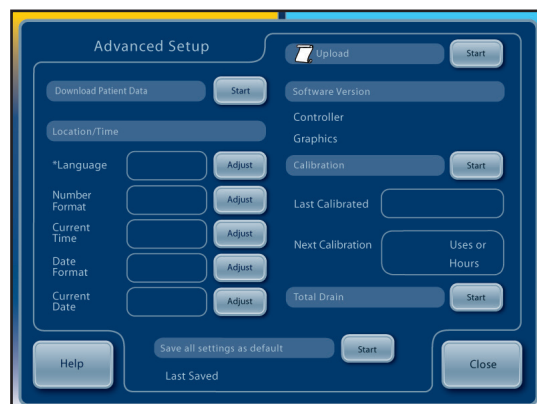 Advanced Setup
Upload
Start
Download Patient Data
Start
Software Version
Controller
Graphics
Location/Time
*Language
Adjust
Calibration
Start
Number
Format
Adjust
Last Calibrated
Current
Time
Adjust
Next Calibration
Uses or
Hours
Date
Format
Adjust
Current
Date
Adjust
Total Drain
Start
Save all settings as default
Start
Last Saved
Help
Close